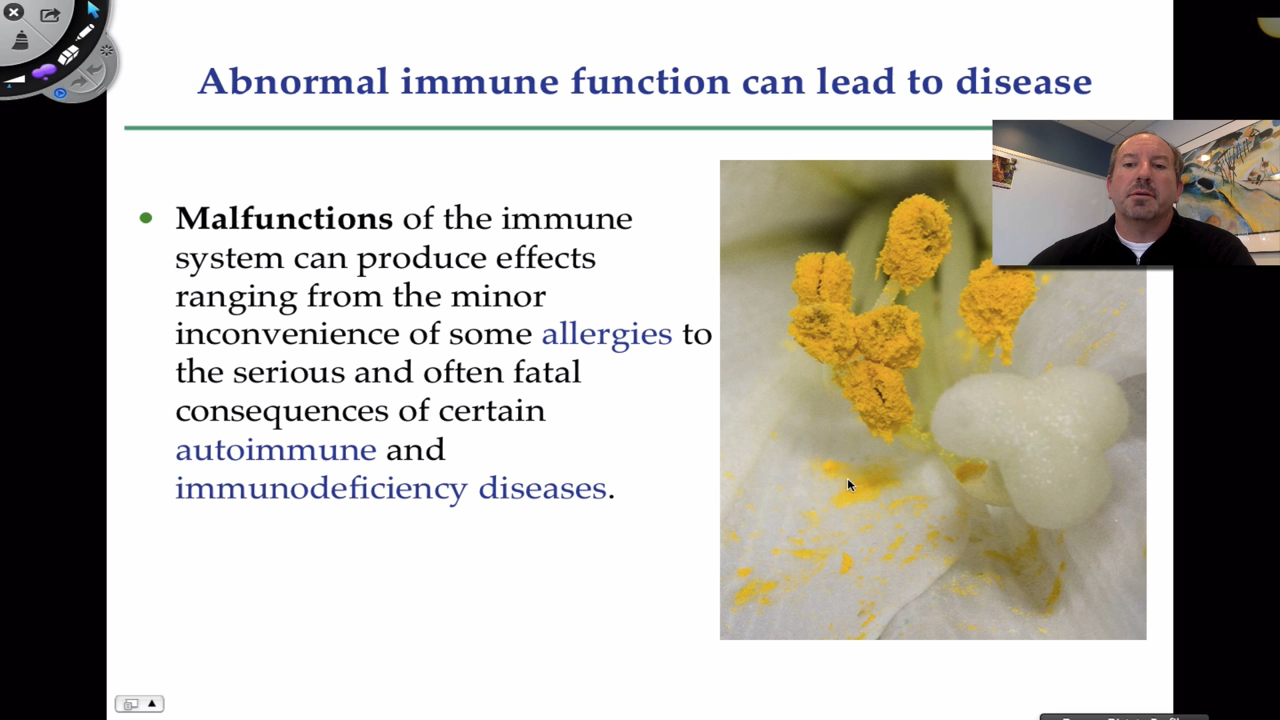 Abnormal immune function can lead to disease
• Malfunctions of the immune
system can produce effects
ranging from the minor
inconvenience of some allergies to
the serious and often fatal
consequences of certain
autoimmune and
immunodeficiency diseases.